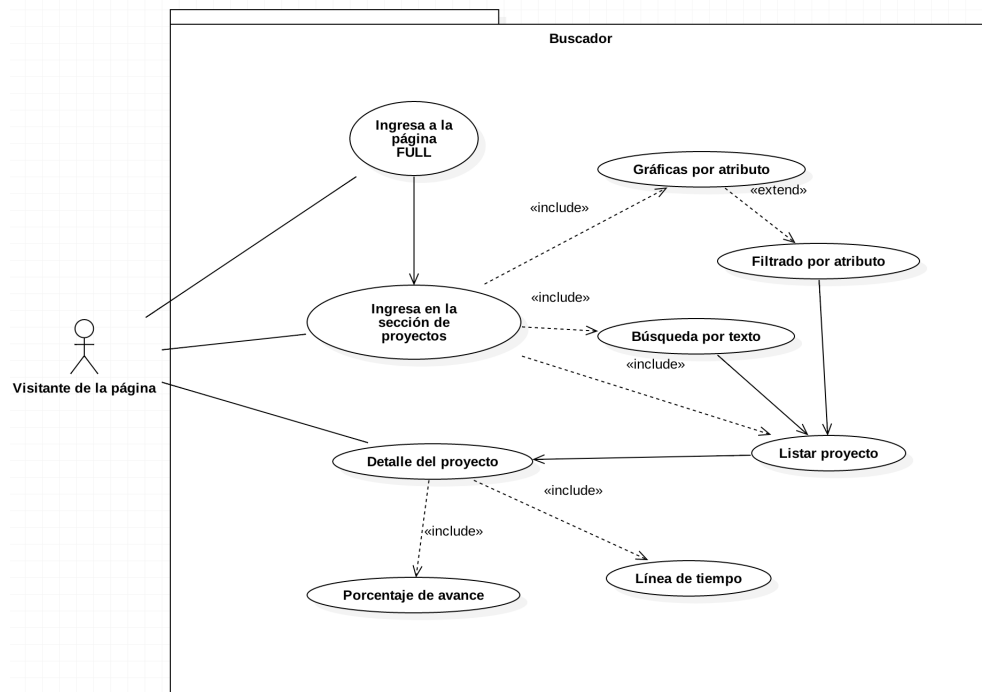 Buscador
Ingresa a la
página
FULL
Gráficas por atributo
«extend»
«include»
Filtrado por atributo
«include»
Ingresa en la
sección de
proyectos
Búsqueda por texto
«include»
Visitante de la página
Listar proyecto
Detalle del proyecto
«include»
«include»
Línea de tiempo
Porcentaje de avance